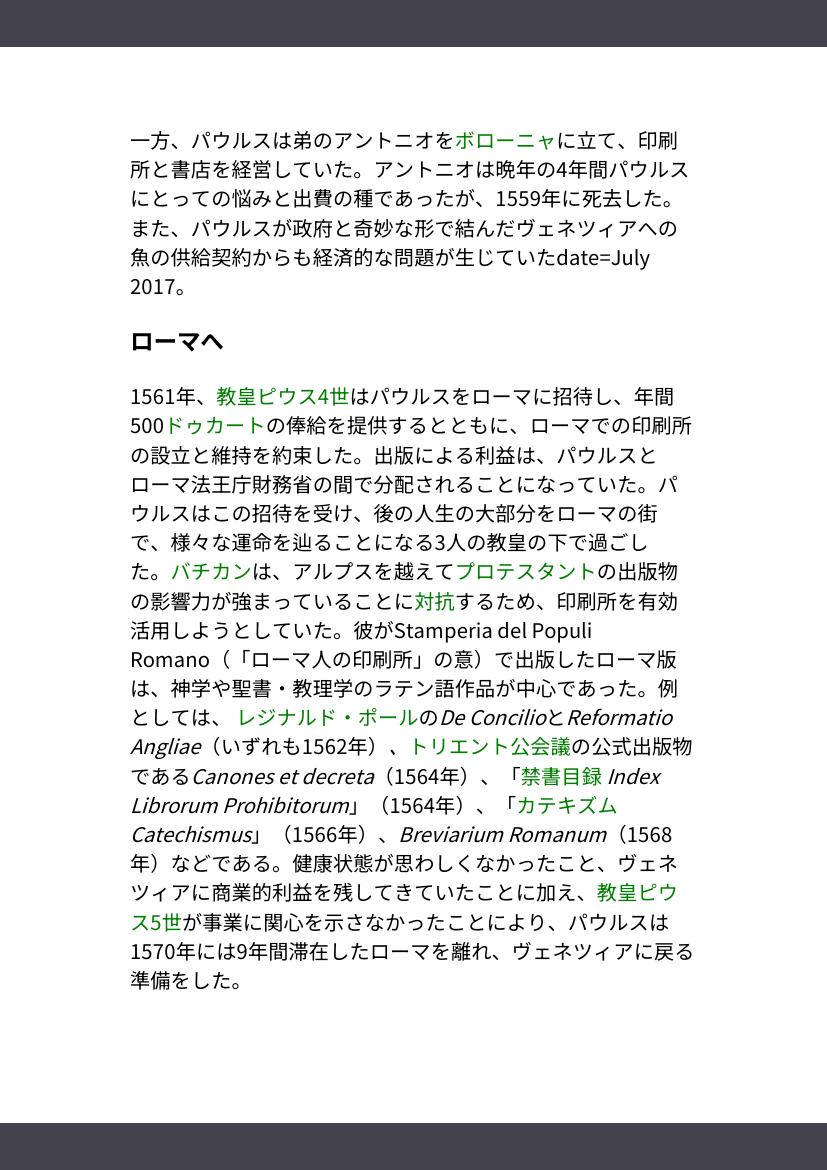 一方、パウルスは弟のアントニオをボローニャに立て、印刷
所と書店を経営していた。アントニオは晩年の4年間パウルス
にとっての悩みと出費の種であったが、1559年に死去した。
また、パウルスが政府と奇妙な形で結んだヴェネツィアへの
魚の供給契約からも経済的な問題が生じていたdate=July
2017。
ローマへ
1561年、教皇ピウス4世はパウルスをローマに招待し、年間
500ドゥカートの俸給を提供するとともに、ローマでの印刷所
の設立と維持を約束した。出版による利益は、パウルスと
ローマ法王庁財務省の間で分配されることになっていた。パ
ウルスはこの招待を受け、後の人生の大部分をローマの街
で、様々な運命を辿ることになる3人の教皇の下で過ごし
た。バチカンは、アルプスを越えてプロテスタントの出版物
の影響力が強まっていることに対抗するため、印刷所を有効
活用しようとしていた。彼がStamperia del Populi
Romano（「ローマ人の印刷所」の意）で出版したローマ版
は、神学や聖書・教理学のラテン語作品が中心であった。例
としては、 レジナルド・ポールのDe ConcilioとReformatio
Angliae（いずれも1562年）、トリエント公会議の公式出版物
であるCanones et decreta（1564年）、「禁書目録 Index
Librorum Prohibitorum」（1564年）、「カテキズム
Catechismus」（1566年）、Breviarium Romanum（1568
年）などである。健康状態が思わしくなかったこと、ヴェネ
ツィアに商業的利益を残してきていたことに加え、教皇ピウ
ス5世が事業に関心を示さなかったことにより、パウルスは
1570年には9年間滞在したローマを離れ、ヴェネツィアに戻る
準備をした。